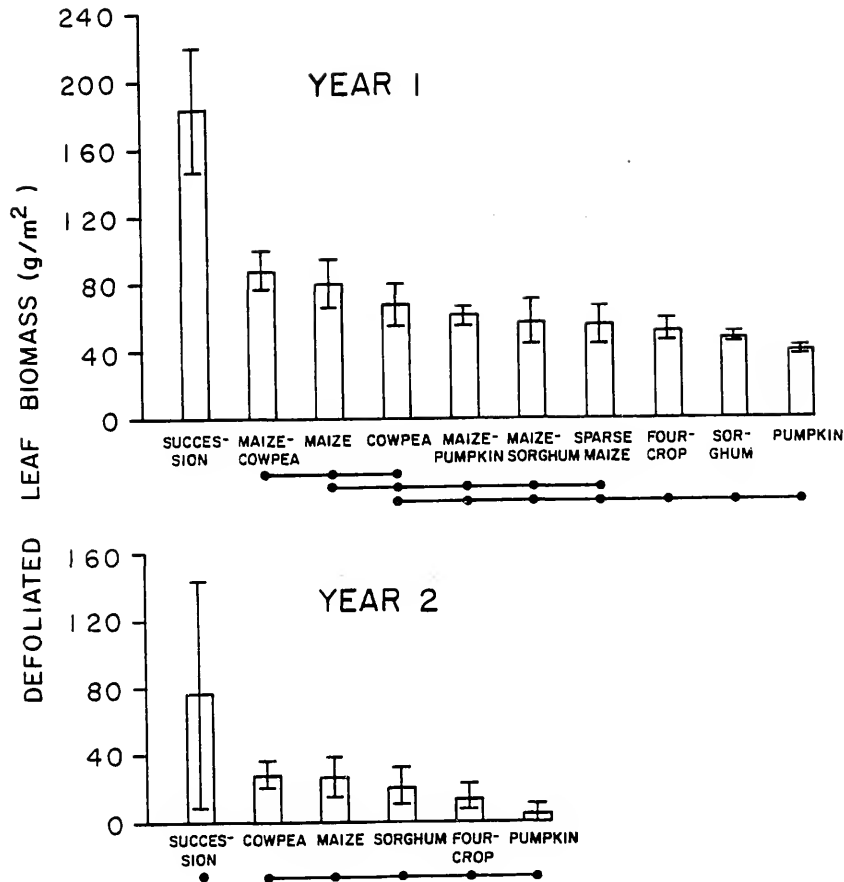 DEFOLIATED LEAF BIOMASS (g/m²)
YEAR 1
240
200
160
120
80
40
0
SUCCES-
SION
MAIZE-
COWPEA
MAIZE
COWPEA
MAIZE-
PUMPKIN
MAIZE-
SORGHUM
SPARSE
MAIZE
FOUR-
CROP
SOR-
GHUM
PUMPKIN
YEAR 2
160
120
80
40
0
SUCCES-
SION
COWPEA
MAIZE
SORGHUM
FOUR-
CROP
PUMPKIN